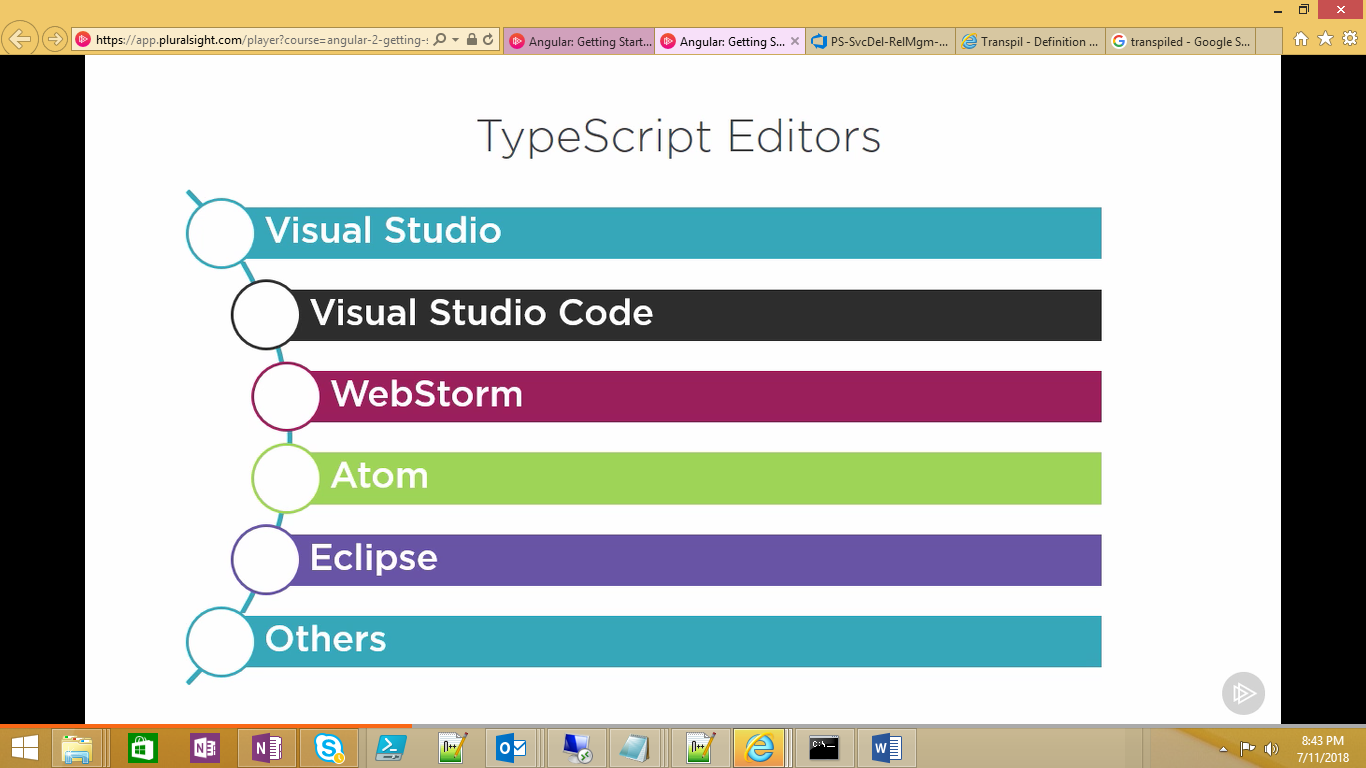 https://app.pluralsight.com/player?course=angular-2-getting-s
Angular: Getting Start...
Angular: Getting S...
PS-SvcDel-RelMgm-...
Transpil - Definition ...
transpiled - Google S...
TypeScript Editors
Visual Studio
Visual Studio Code
WebStorm
Atom
Eclipse
Others
8:43 PM
7/11/2018